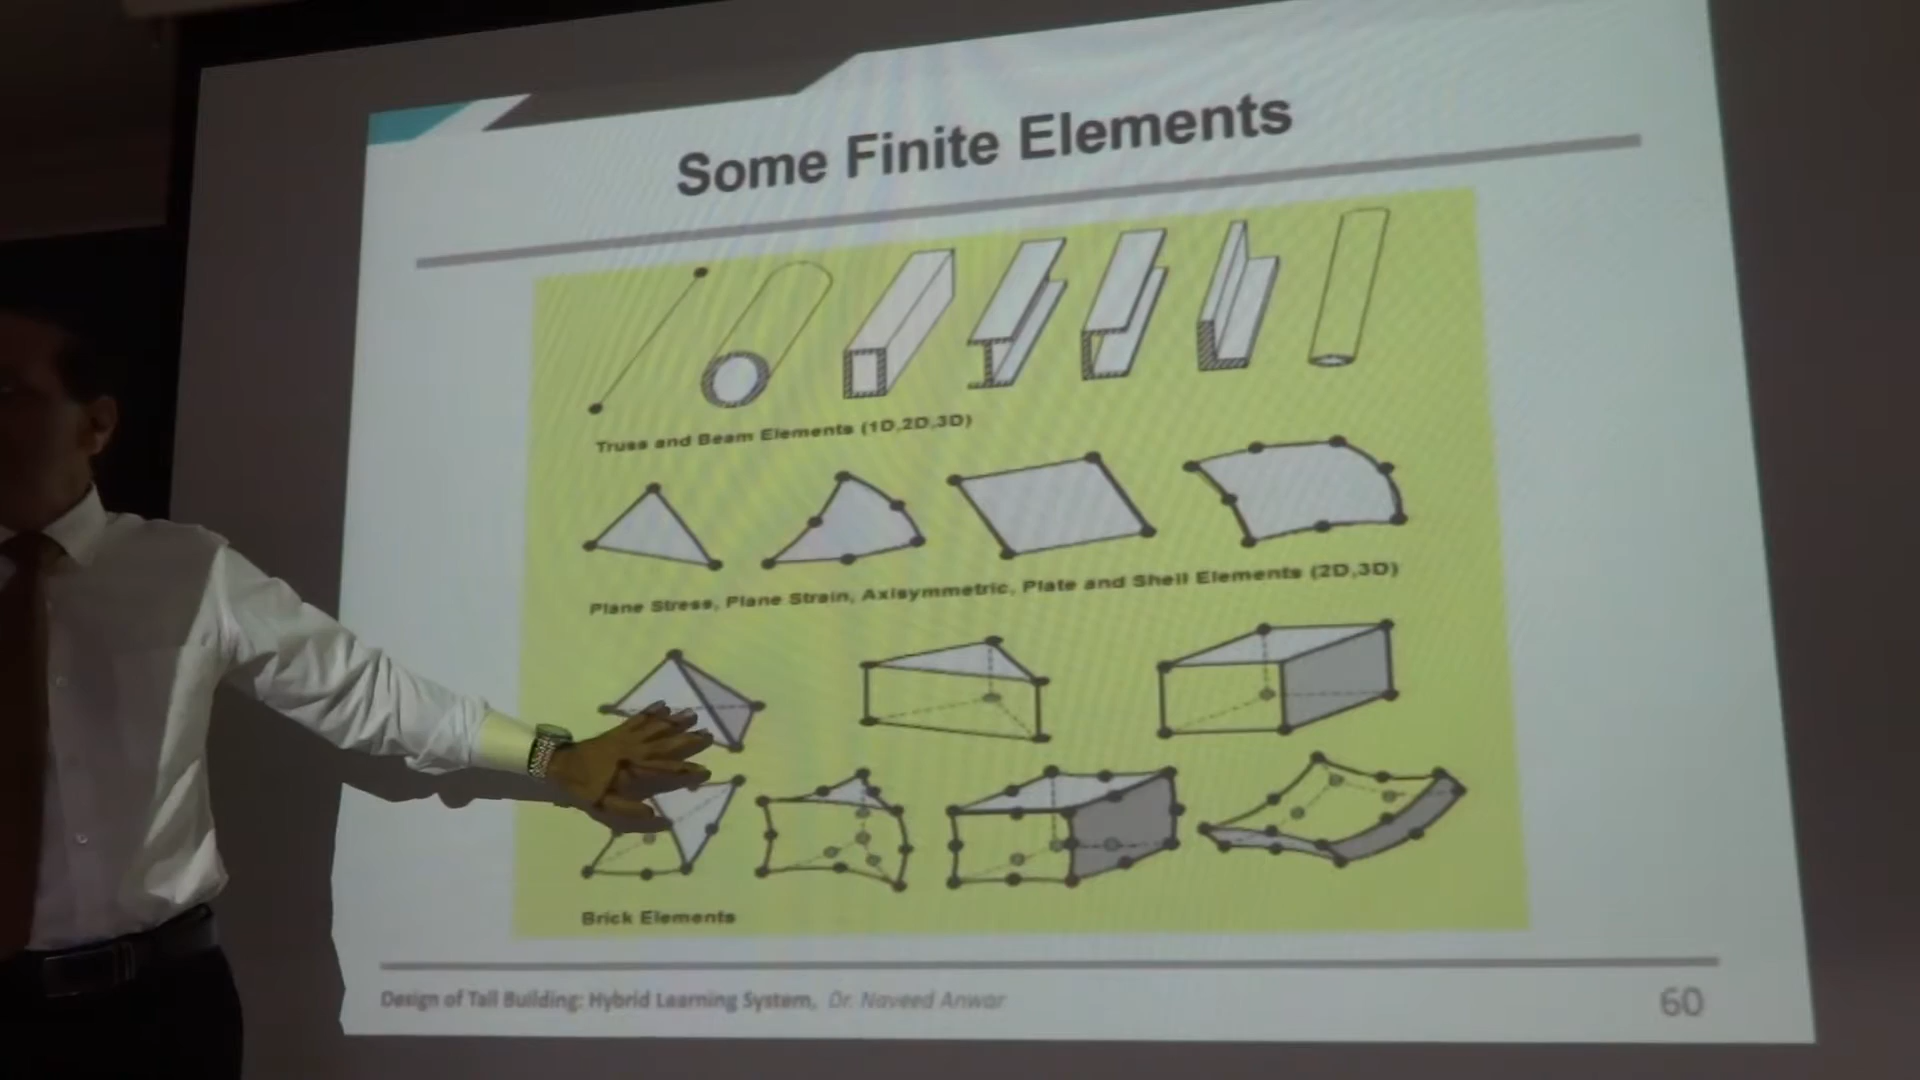 Some Finite Elements
Truss and Beam Elements (1D,2D,3D)
Plane Stress, Plane Strain, Axisymmetric, Plate and Shell Elements (2D,3D)
Brick Elements
Design of Tall Building: Hybrid Learning System, Dr. Naveed Anwar
60